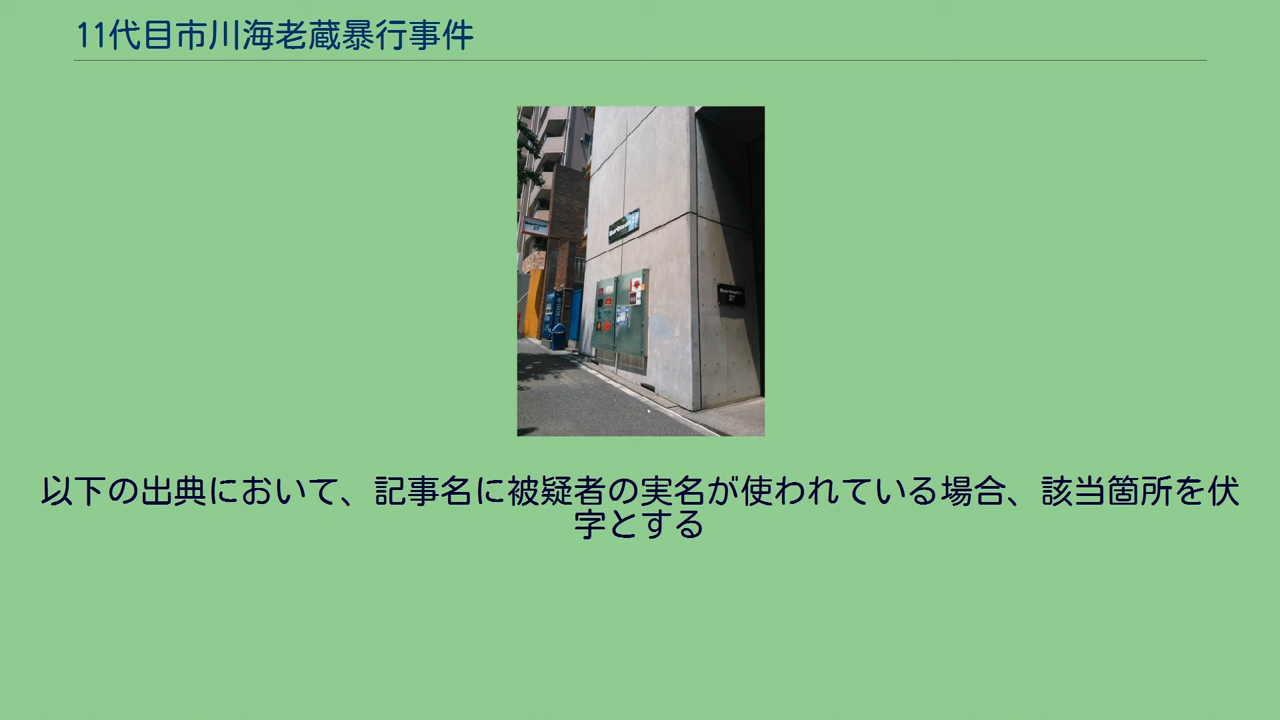 11代目市川海老蔵暴行事件
以下の出典において、記事名に被疑者の実名が使われている場合、該当箇所を伏
字とする